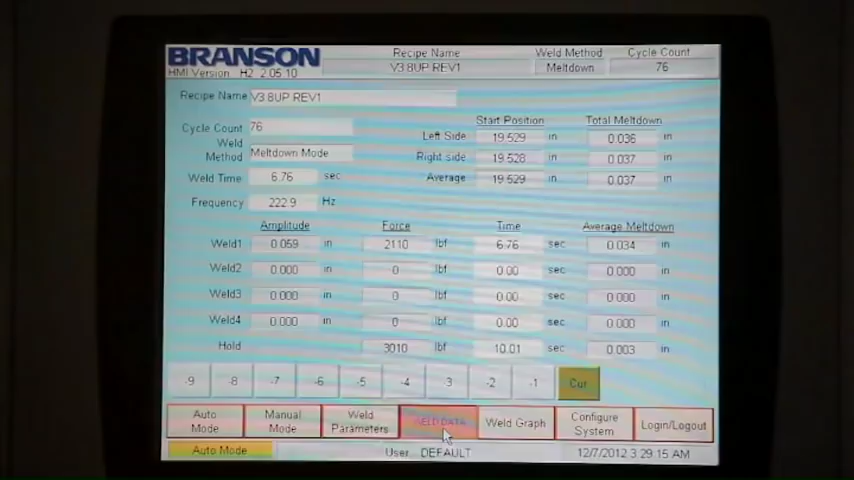 BRANSON Recipe Name Weld Method Cycle Count
HMI Version H2 2.05.10 V3 8UP REV1 Meltdown 76
Recipe Name V3 8UP REV1
Start Position Total Meltdown
Cycle Count 76 Left Side 19.529 in 0.036 in
Weld Method Meltdown Mode Right side 19.528 in 0.037 in
Weld Time 6.76 sec Average 19.529 in 0.037 in
Frequency 222.9 Hz
Amplitude Force Time Average Meltdown
Weld1 0.059 in 2110 lbf 6.76 sec 0.034 in
Weld2 0.000 in 0 lbf 0.00 sec 0.000 in
Weld3 0.000 in 0 lbf 0.00 sec 0.000 in
Weld4 0.000 in 0 lbf 0.00 sec 0.000 in
Hold 3010 lbf 10.01 sec 0.003 in
-9 -8 -7 -6 -5 -4 -3 -2 -1 Cur
Auto Mode Manual Mode Weld Parameters WELD DATA Weld Graph Configure System Login/Logout
Auto Mode User DEFAULT 12/7/2012 3:29:15 AM